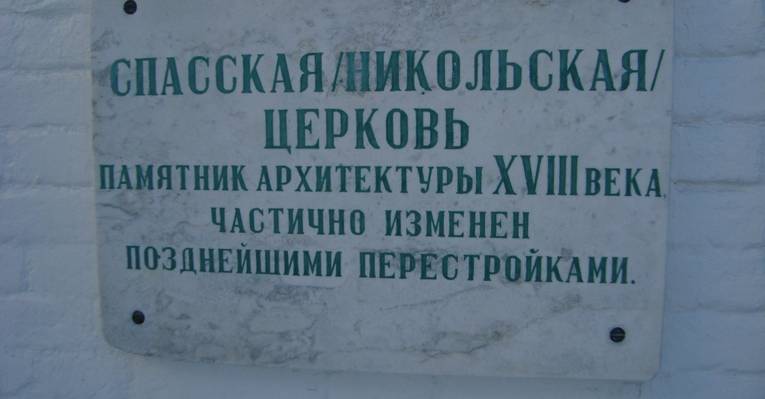 СПАССКАЯ/НИКОЛЬСКАЯ/
ЦЕРКОВЬ
ПАМЯТНИК АРХИТЕКТУРЫ XVIII ВЕКА,
ЧАСТИЧНО ИЗМЕНЕН
ПОЗДНЕЙШИМИ ПЕРЕСТРОЙКАМИ.